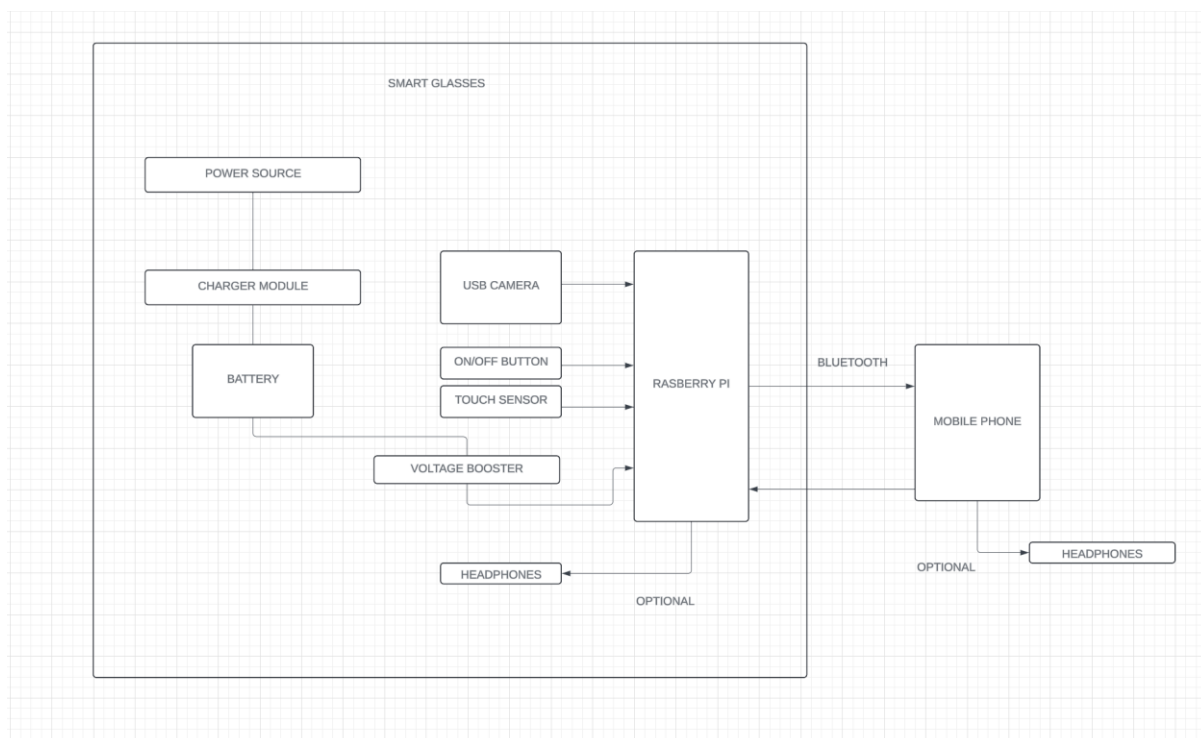 SMART GLASSES
POWER SOURCE
CHARGER MODULE
BATTERY
USB CAMERA
ON/OFF BUTTON
TOUCH SENSOR
VOLTAGE BOOSTER
HEADPHONES
OPTIONAL
RASBERRY PI
BLUETOOTH
MOBILE PHONE
OPTIONAL
HEADPHONES